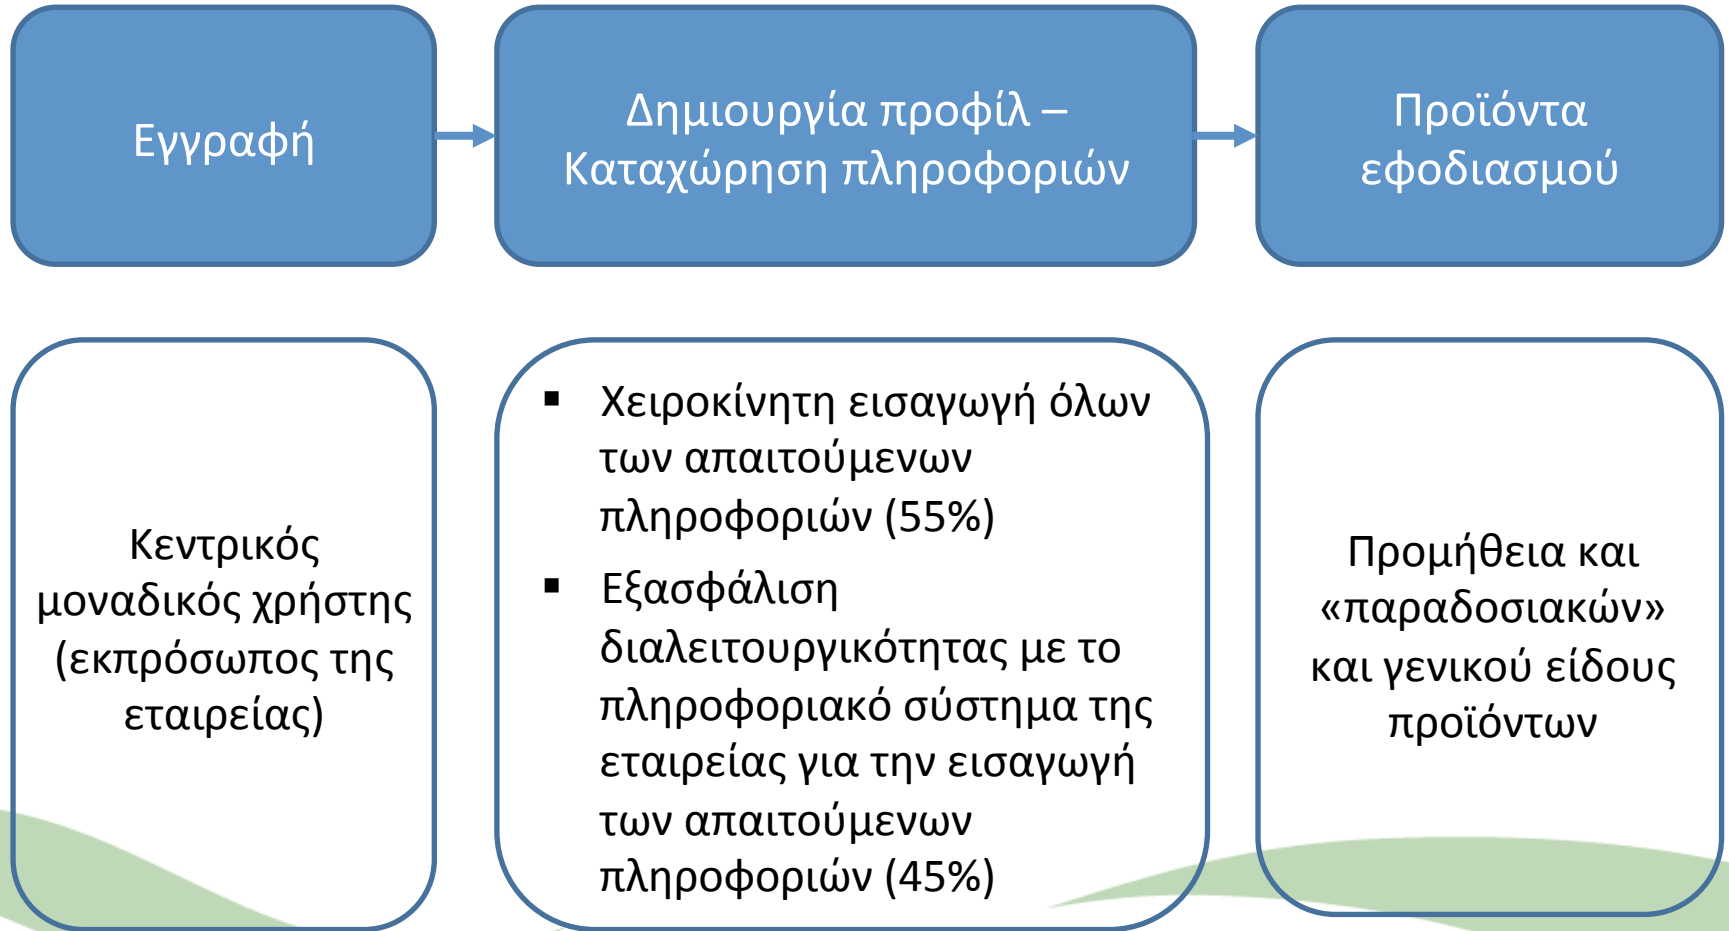 Εγγραφή
Δημιουργία προφίλ –
Καταχώρηση πληροφοριών
Προϊόντα
εφοδιασμού
Κεντρικός
μοναδικός χρήστης
(εκπρόσωπος της
εταιρείας)
▪ Χειροκίνητη εισαγωγή όλων
των απαιτούμενων
πληροφοριών (55%)
▪ Εξασφάλιση
διαλειτουργικότητας με το
πληροφοριακό σύστημα της
εταιρείας για την εισαγωγή
των απαιτούμενων
πληροφοριών (45%)
Προμήθεια και
«παραδοσιακών»
και γενικού είδους
προϊόντων